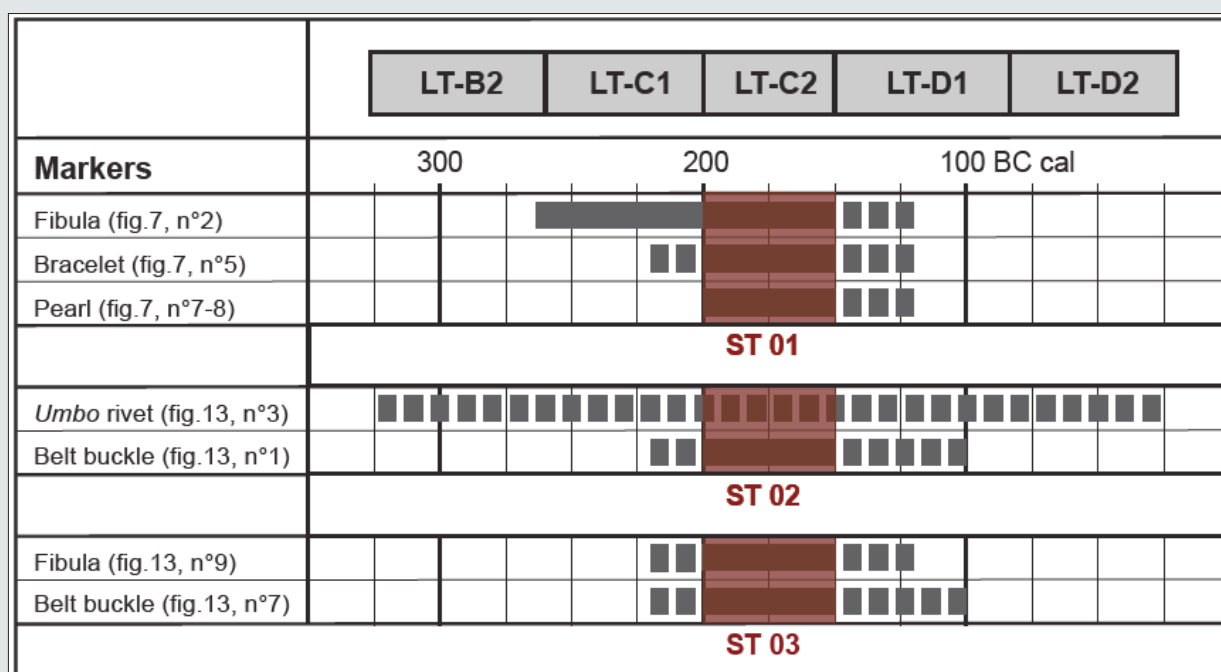 LT-B2 LT-C1 LT-C2 LT-D1 LT-D2
Markers 300 200 100 BC cal
Fibula (fig.7, n°2)
Bracelet (fig.7, n°5)
Pearl (fig.7, n°7-8)
ST 01
Umbo rivet (fig.13, n°3)
Belt buckle (fig.13, n°1)
ST 02
Fibula (fig.13, n°9)
Belt buckle (fig.13, n°7)
ST 03